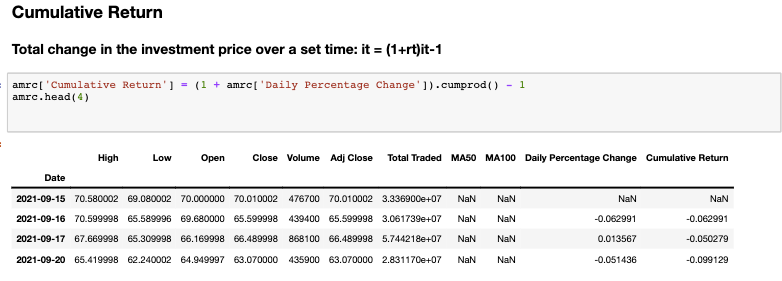 Cumulative Return
Total change in the investment price over a set time: it = (1+rt)it-1
amrc['Cumulative Return'] = (1 + amrc['Daily Percentage Change']).cumprod() - 1
amrc.head(4)
High Low Open Close Volume Adj Close Total Traded MA50 MA100 Daily Percentage Change Cumulative Return
Date
2021-09-15 70.580002 69.080002 70.000000 70.010002 476700 70.010002 3.336900e+07 NaN NaN NaN NaN
2021-09-16 70.599998 65.589996 69.680000 65.599998 439400 65.599998 3.061739e+07 NaN NaN -0.062991 -0.062991
2021-09-17 67.669998 65.309998 66.169998 66.489998 868100 66.489998 5.744218e+07 NaN NaN 0.013567 -0.050279
2021-09-20 65.419998 62.240002 64.949997 63.070000 435900 63.070000 2.831170e+07 NaN NaN -0.051436 -0.099129